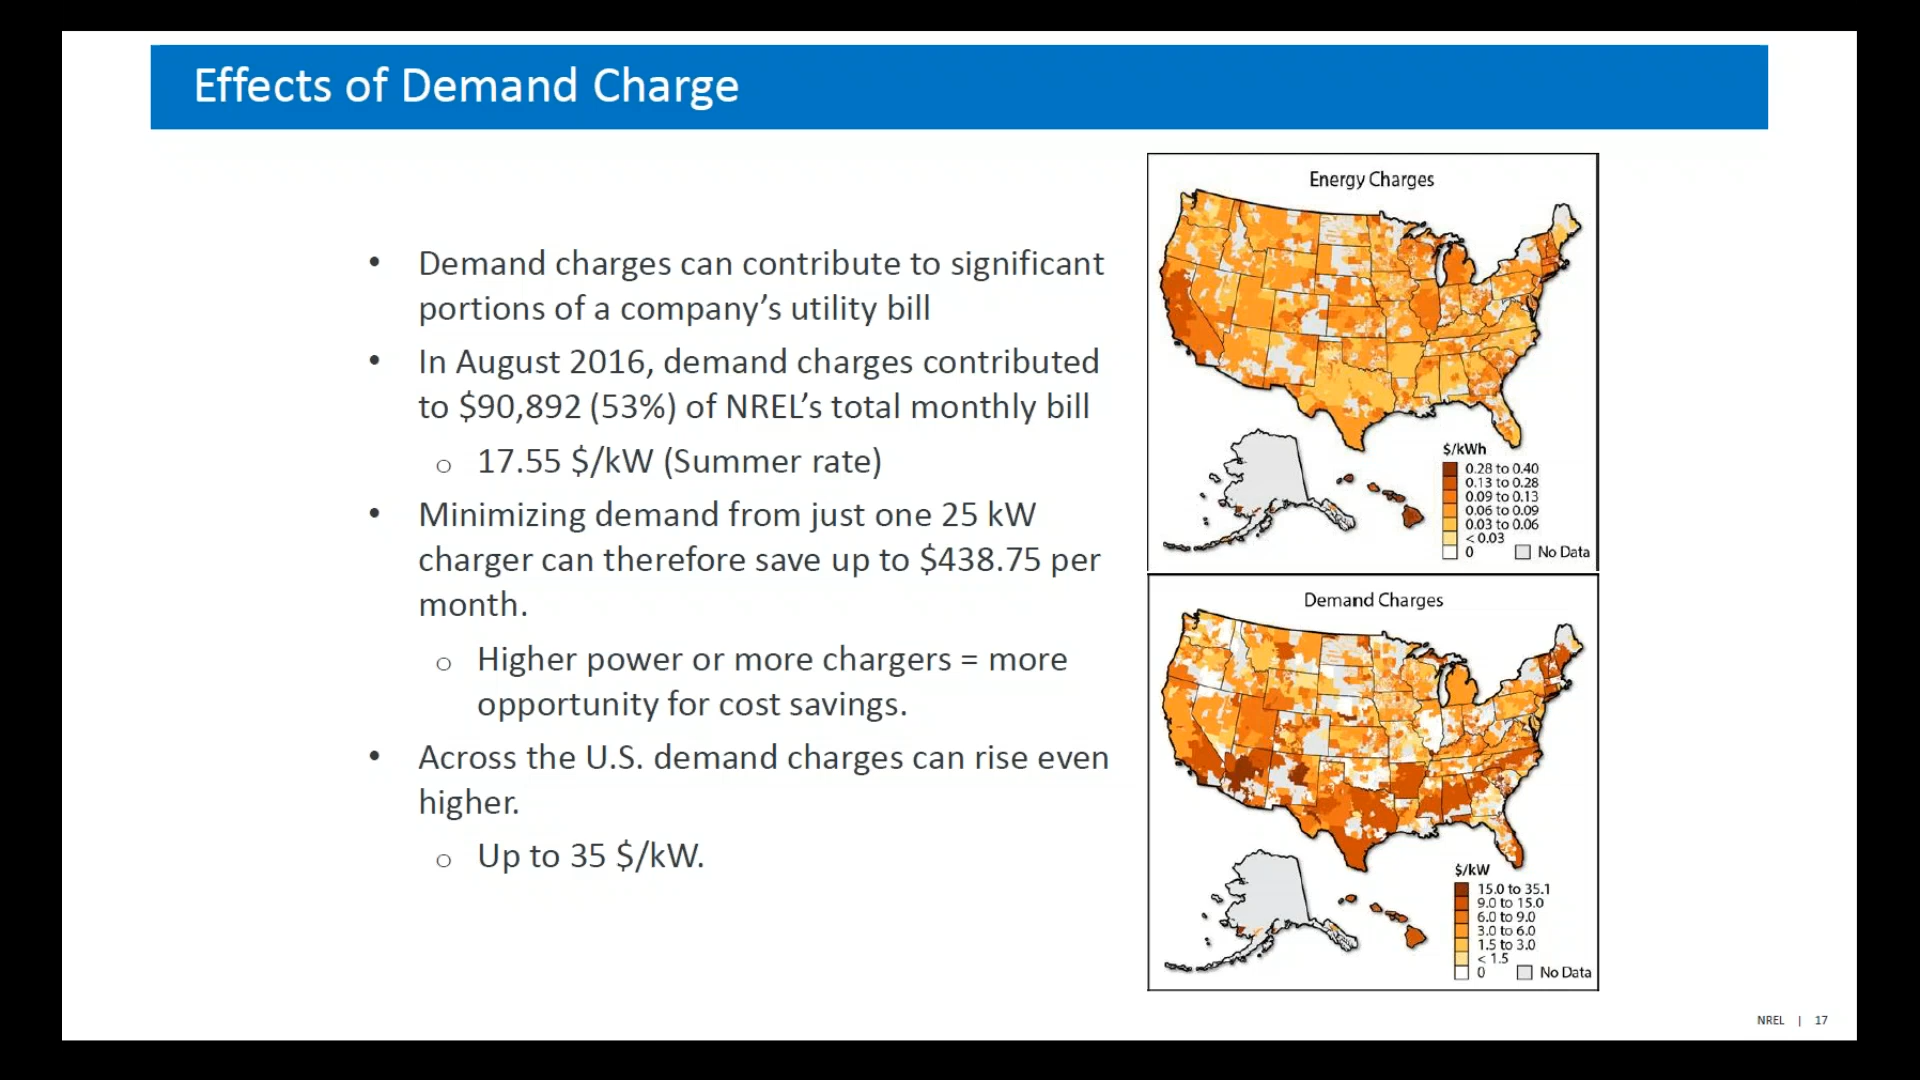 Effects of Demand Charge
• Demand charges can contribute to significant
portions of a company's utility bill
• In August 2016, demand charges contributed
to $90,892 (53%) of NREL's total monthly bill
o 17.55 $/kW (Summer rate)
• Minimizing demand from just one 25 kW
charger can therefore save up to $438.75 per
month.
o Higher power or more chargers = more
opportunity for cost savings.
• Across the U.S. demand charges can rise even
higher.
o Up to 35 $/kW.
Energy Charges
$/kWh
0.28 to 0.40
0.13 to 0.28
0.09 to 0.13
0.06 to 0.09
0.03 to 0.06
< 0.03
0 No Data
Demand Charges
$/kW
15.0 to 35.1
9.0 to 15.0
6.0 to 9.0
3.0 to 6.0
1.5 to 3.0
< 1.5
0 No Data
NREL | 17